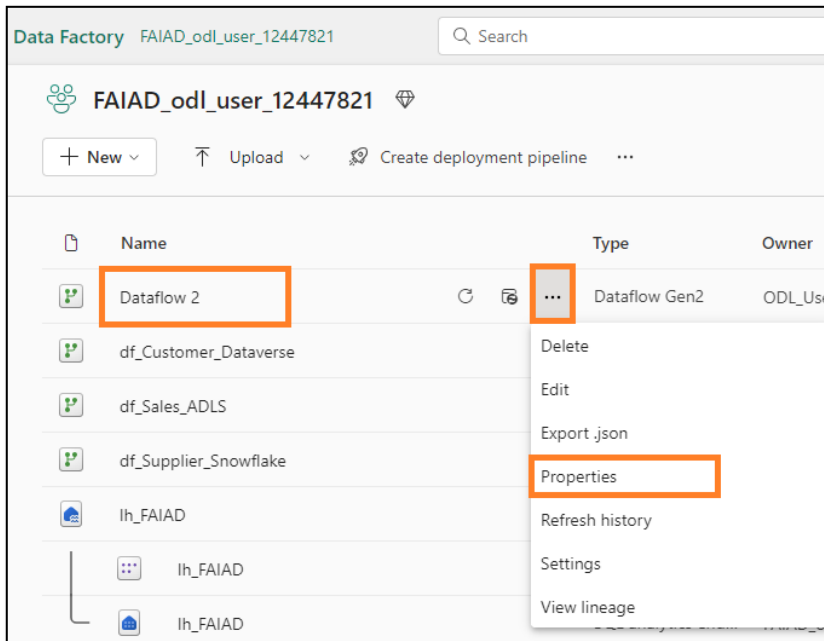 Data Factory FAIAD_odl_user_12447821 Search
FAIAD_odl_user_12447821
New Upload Create deployment pipeline ...
Name Type Owner
Dataflow 2 ... Dataflow Gen2 ODL_Us
df_Customer_Dataverse
Delete
df_Sales_ADLS
Edit
Export .json
df_Supplier_Snowflake
Properties
lh_FAIAD
Refresh history
lh_FAIAD
Settings
View lineage
lh_FAIAD